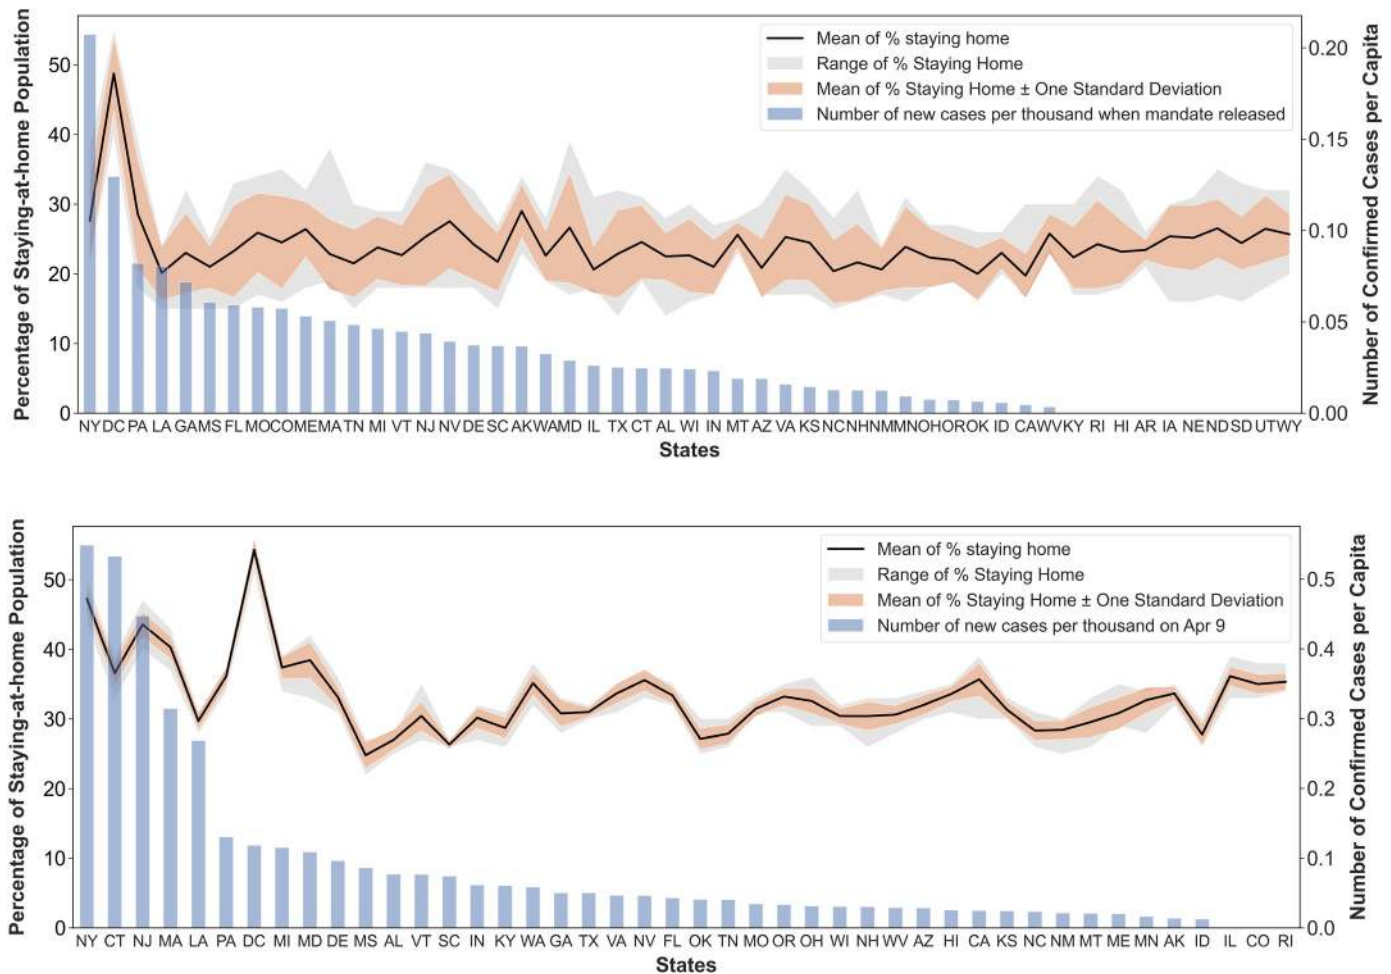 Percentage of Staying-at-home Population
50
40
30
20
10
0
Mean of % staying home
Range of % Staying Home
Mean of % Staying Home ± One Standard Deviation
Number of new cases per thousand when mandate released
0.20
0.15
0.10
0.05
0.00
Number of Confirmed Cases per Capita
NY DC PA LA GA MS FL MO CO ME MA TN MI VT NJ NV DE SC AK WA MD IL TX CT AL WI IN MT AZ VA KS NC NH NM MN OH OR OK ID CA WV KY RI HI AR IA NE ND SD UT WY
States
Percentage of Staying-at-home Population
50
40
30
20
10
0
Mean of % staying home
Range of % Staying Home
Mean of % Staying Home ± One Standard Deviation
Number of new cases per thousand on Apr 9
0.5
0.4
0.3
0.2
0.1
0.0
Number of Confirmed Cases per Capita
NY CT NJ MA LA PA DC MI MD DE MS AL VT SC IN KY WA GA TX VA NV FL OK TN MO OR OH WI NH WV AZ HI CA KS NC NM MT ME MN AK ID IL CO RI
States